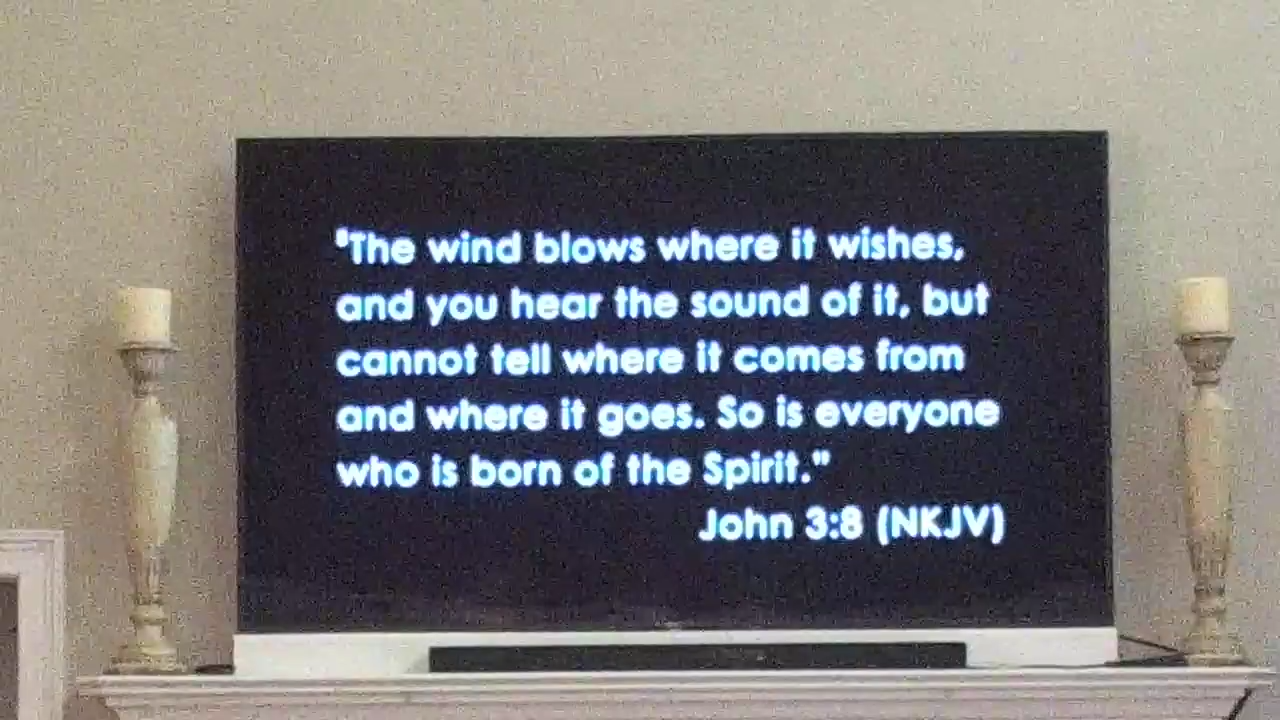 "The wind blows where it wishes,
and you hear the sound of it, but
cannot tell where it comes from
and where it goes. So is everyone
who is born of the Spirit."
John 3:8 (NKJV)